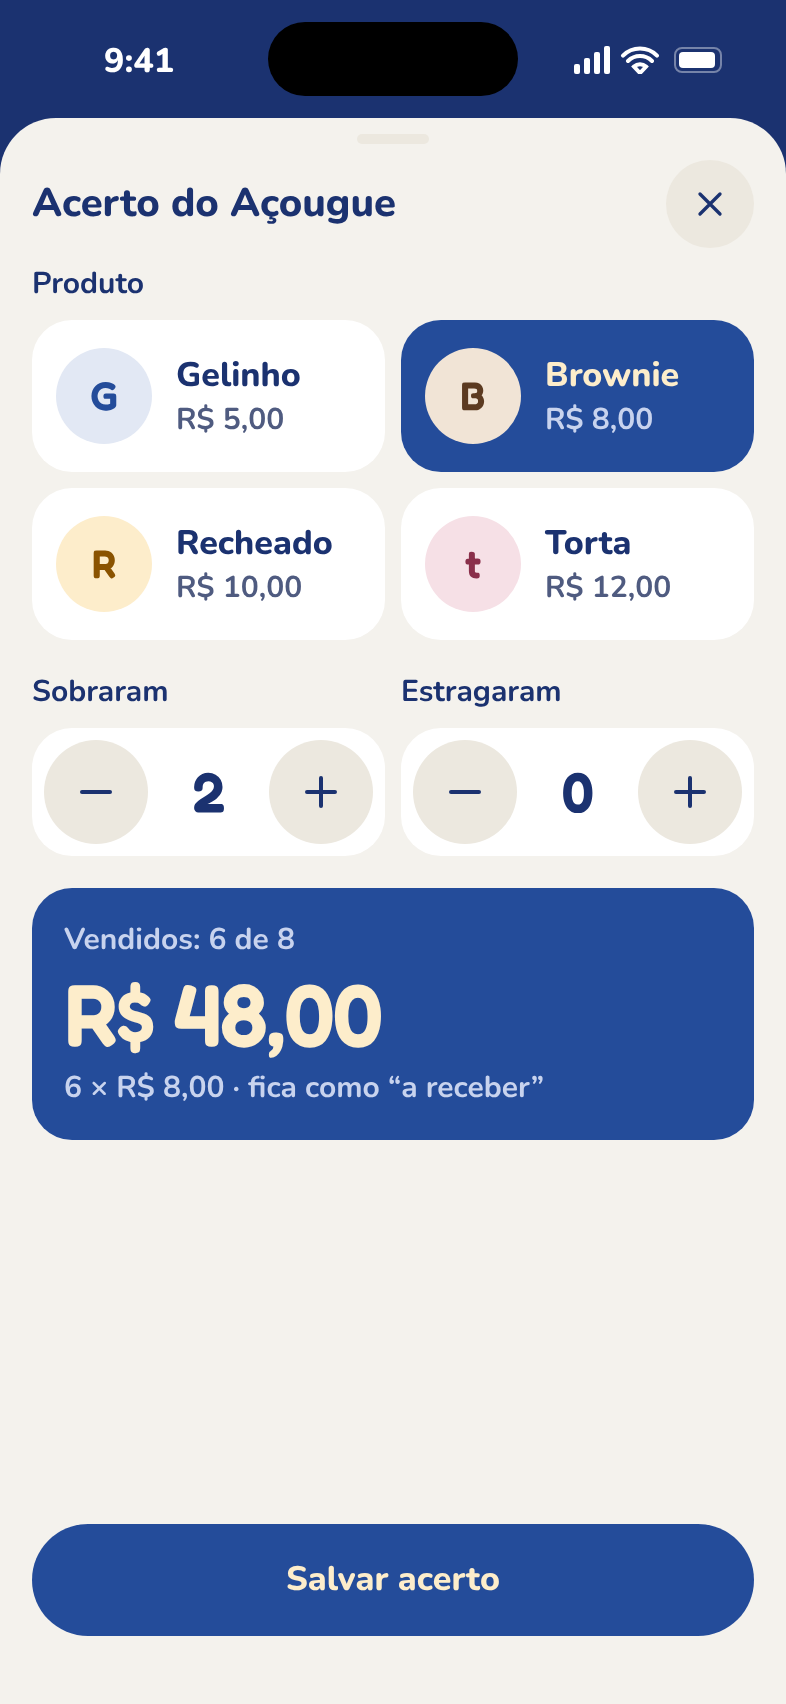 9:41
Acerto do Açougue
Produto
G
Gelinho
R$ 5,00
B
Brownie
R$ 8,00
R
Recheado
R$ 10,00
t
Torta
R$ 12,00
Sobraram
Estragaram
− 2 +
− 0 +
Vendidos: 6 de 8
R$ 48,00
6 × R$ 8,00 · fica como “a receber”
Salvar acerto